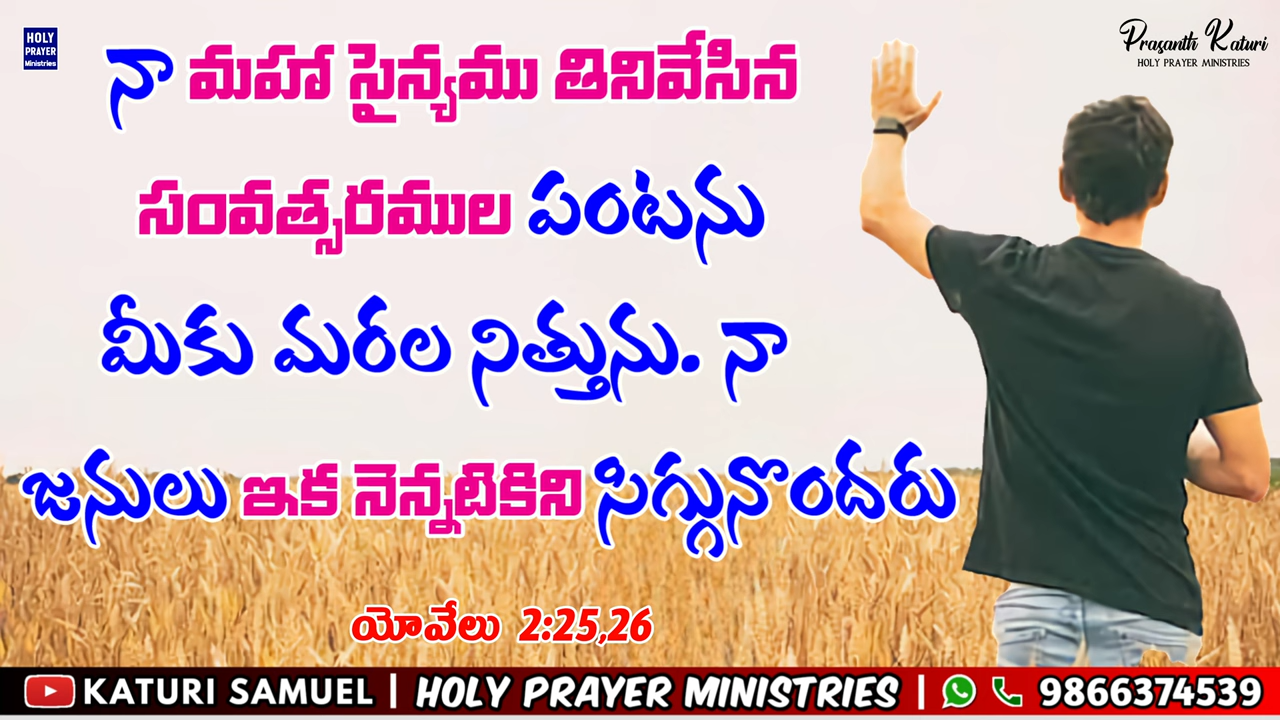 HOLY
PRAYER
Ministries
Prasanth Katuri
HOLY PRAYER MINISTRIES
నా మహా సైన్యము తినివేసిన
సంవత్సరముల పంటను
మీకు మరల నిత్తును. నా
జనులు ఇక నెన్నటికిని సిగ్గునొందరు
యోవేలు 2:25,26
KATURI SAMUEL | HOLY PRAYER MINISTRIES | 9866374539